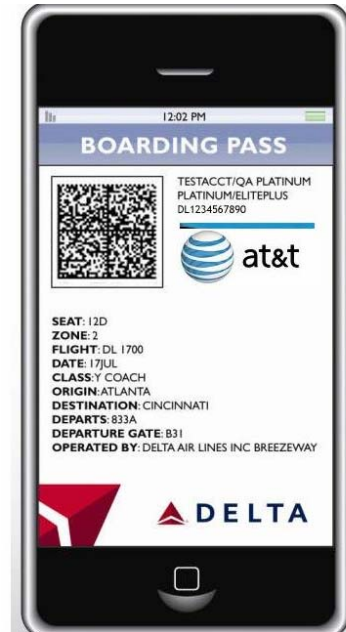 12:02 PM
BOARDING PASS
TESTACCT/QA PLATINUM
PLATINUM/ELITEPLUS
DL1234567890
at&t
SEAT: 12D
ZONE: 2
FLIGHT: DL 1700
DATE: 17JUL
CLASS:Y COACH
ORIGIN:ATLANTA
DESTINATION: CINCINNATI
DEPARTS: 833A
DEPARTURE GATE: B31
OPERATED BY: DELTA AIR LINES INC BREEZEWAY
DELTA